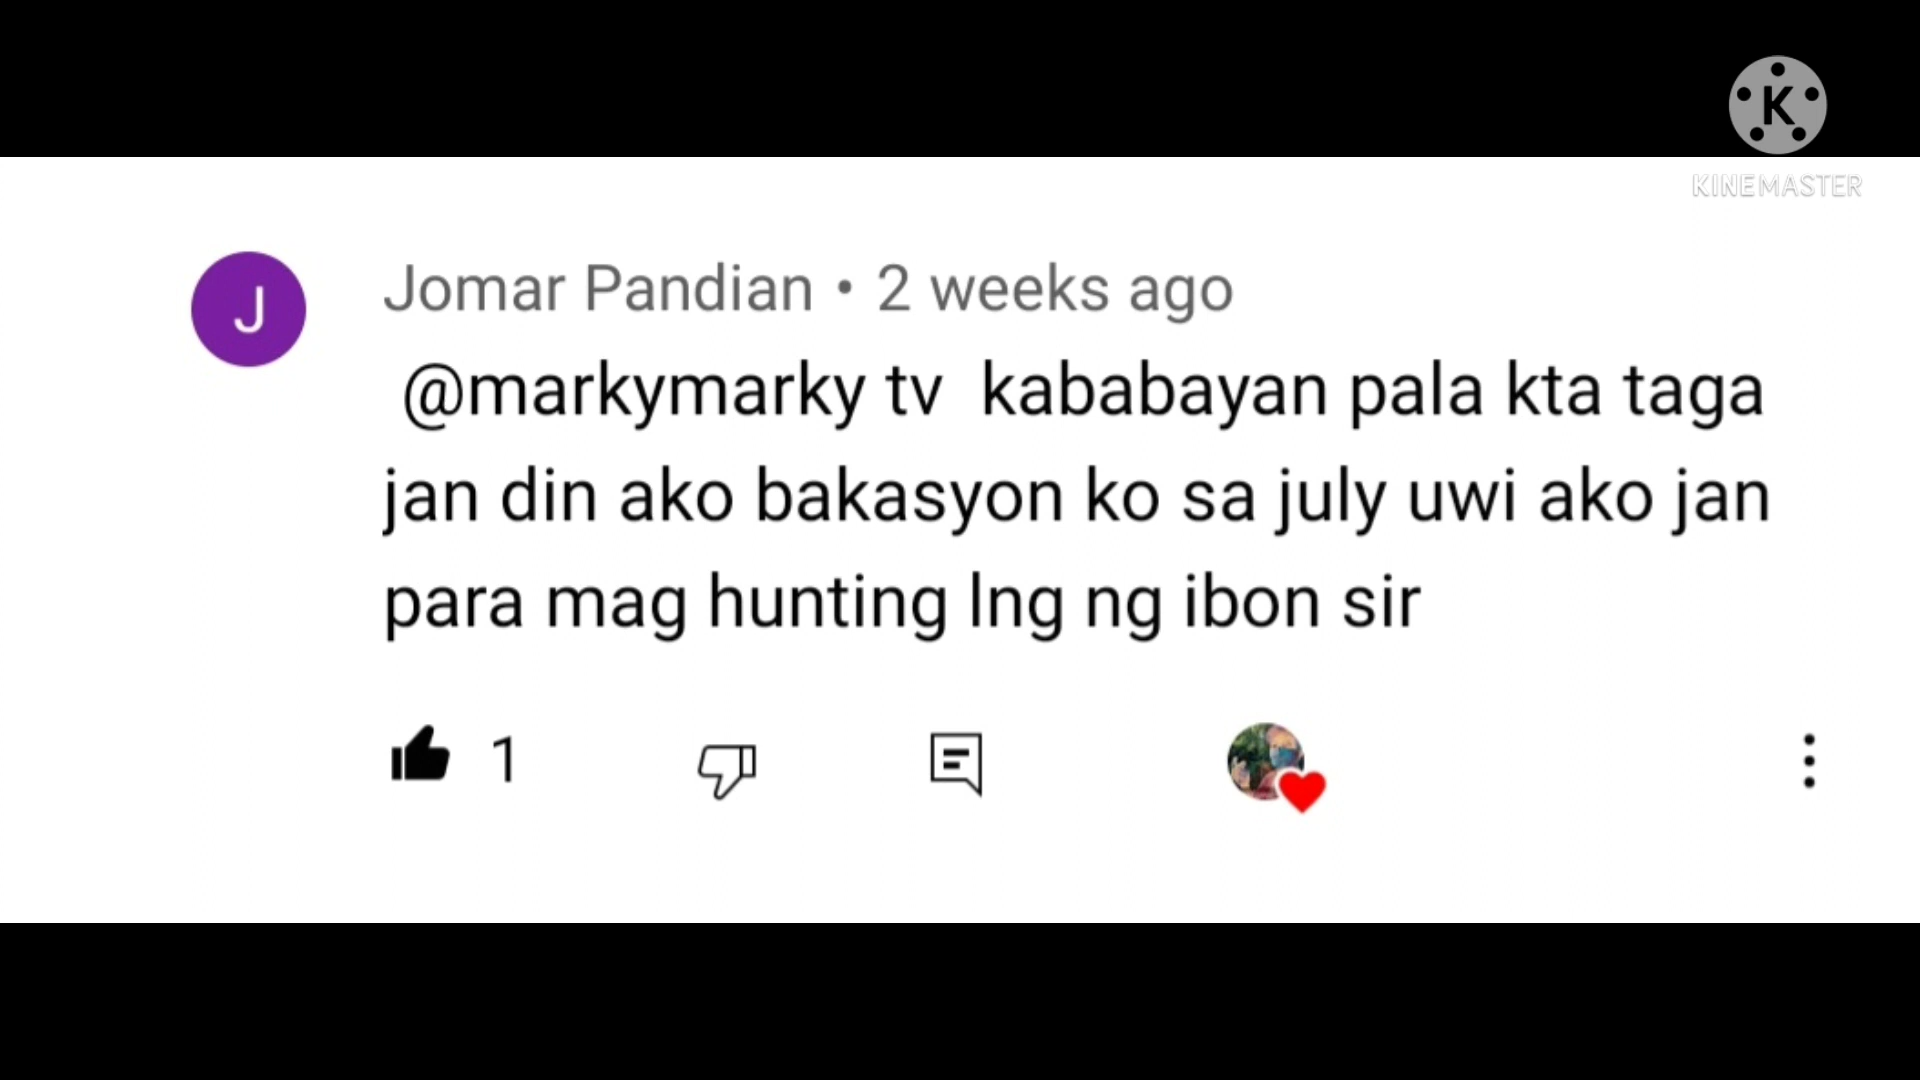 K
KINEMASTER
J
Jomar Pandian • 2 weeks ago
@markymarky tv kababayan pala kta taga
jan din ako bakasyon ko sa july uwi ako jan
para mag hunting lng ng ibon sir
1